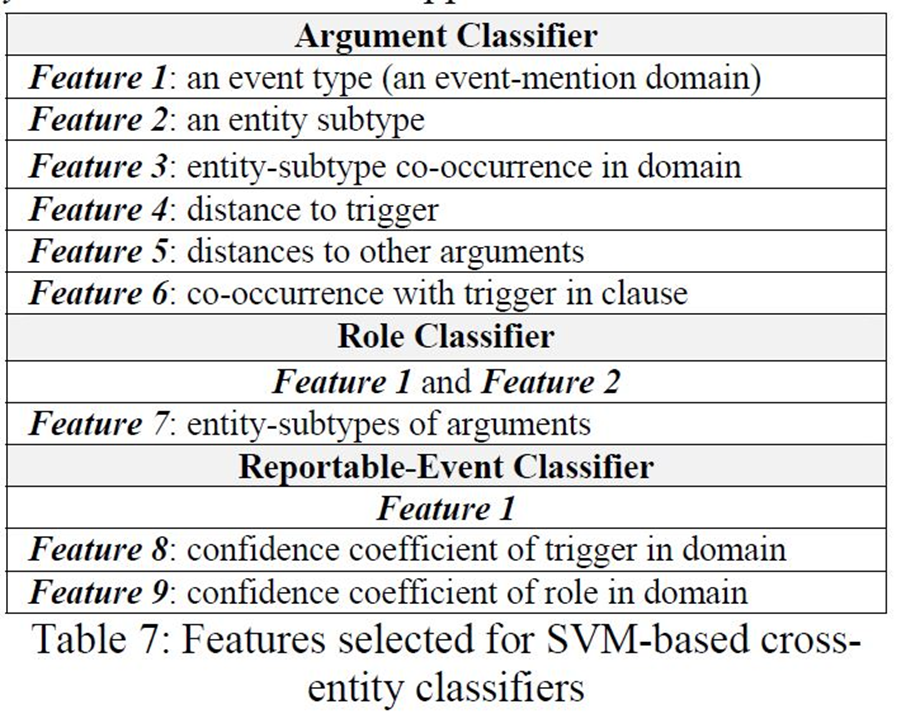 Argument Classifier
Feature 1: an event type (an event-mention domain)
Feature 2: an entity subtype
Feature 3: entity-subtype co-occurrence in domain
Feature 4: distance to trigger
Feature 5: distances to other arguments
Feature 6: co-occurrence with trigger in clause
Role Classifier
Feature 1 and Feature 2
Feature 7: entity-subtypes of arguments
Reportable-Event Classifier
Feature 1
Feature 8: confidence coefficient of trigger in domain
Feature 9: confidence coefficient of role in domain
Table 7: Features selected for SVM-based cross-
entity classifiers